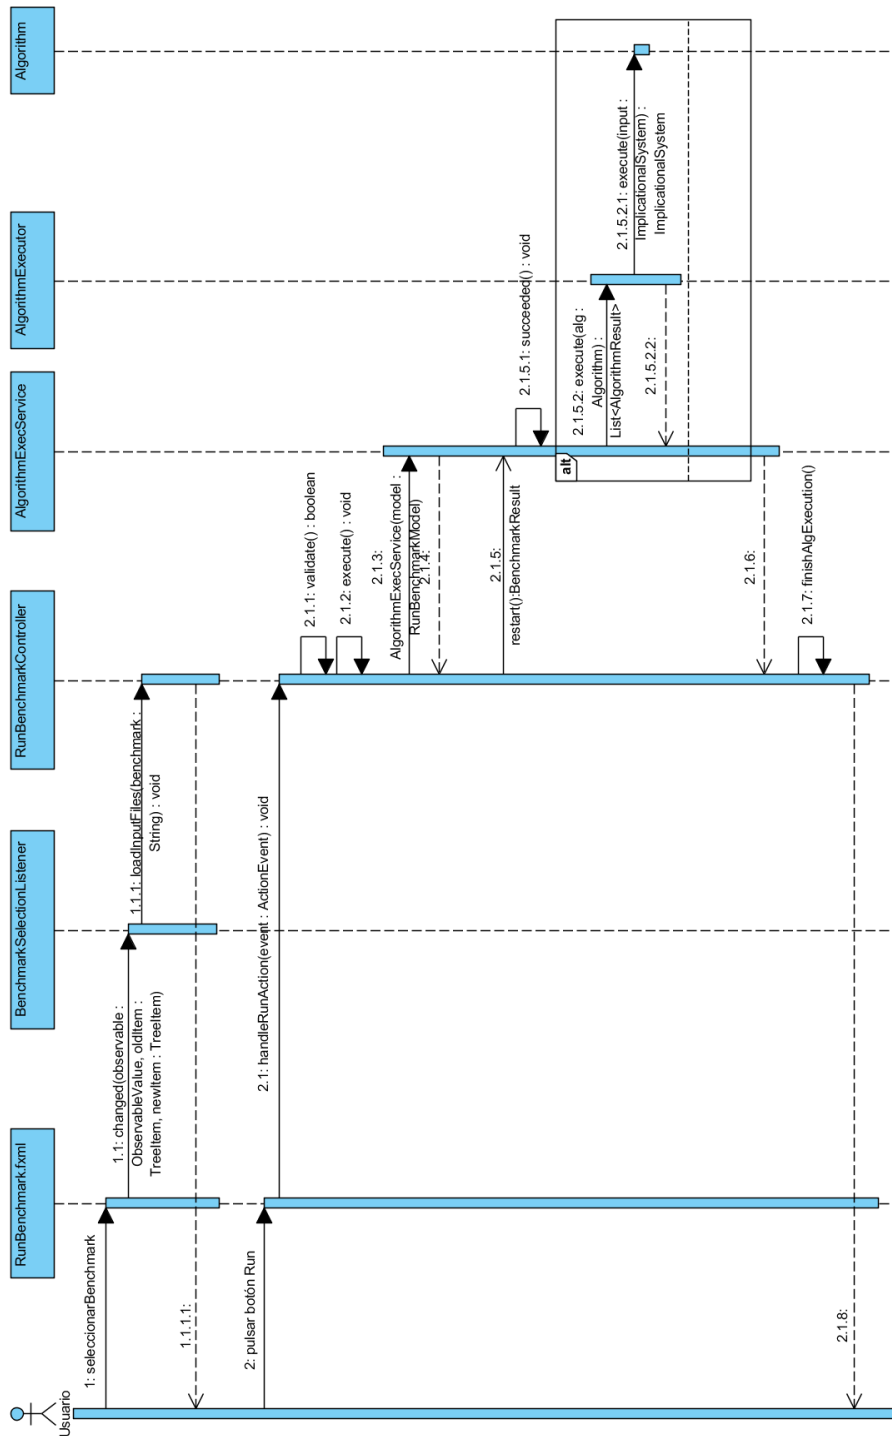 Usuario
RunBenchmark.fxml
BenchmarkSelectionListener
RunBenchmarkController
AlgorithmExecService
AlgorithmExecutor
Algorithm
1: seleccionarBenchmark
1.1: changed(observable :
ObservableValue, oldItem :
TreeItem, newItem : TreeItem)
1.1.1: loadInputFiles(benchmark :
String) : void
1.1.1.1:
2: pulsar botón Run
2.1: handleRunAction(event : ActionEvent) : void
2.1.1: validate() : boolean
2.1.2: execute() : void
2.1.3:
AlgorithmExecService(model :
RunBenchmarkModel)
2.1.4:
2.1.5:
restart():BenchmarkResult
2.1.5.1: succeeded() : void
alt
2.1.5.2: execute(alg :
Algorithm) :
List<AlgorithmResult>
2.1.5.2.1: execute(input :
ImplicationalSystem) :
ImplicationalSystem
2.1.5.2.2:
2.1.6:
2.1.7: finishAlgExecution()
2.1.8: